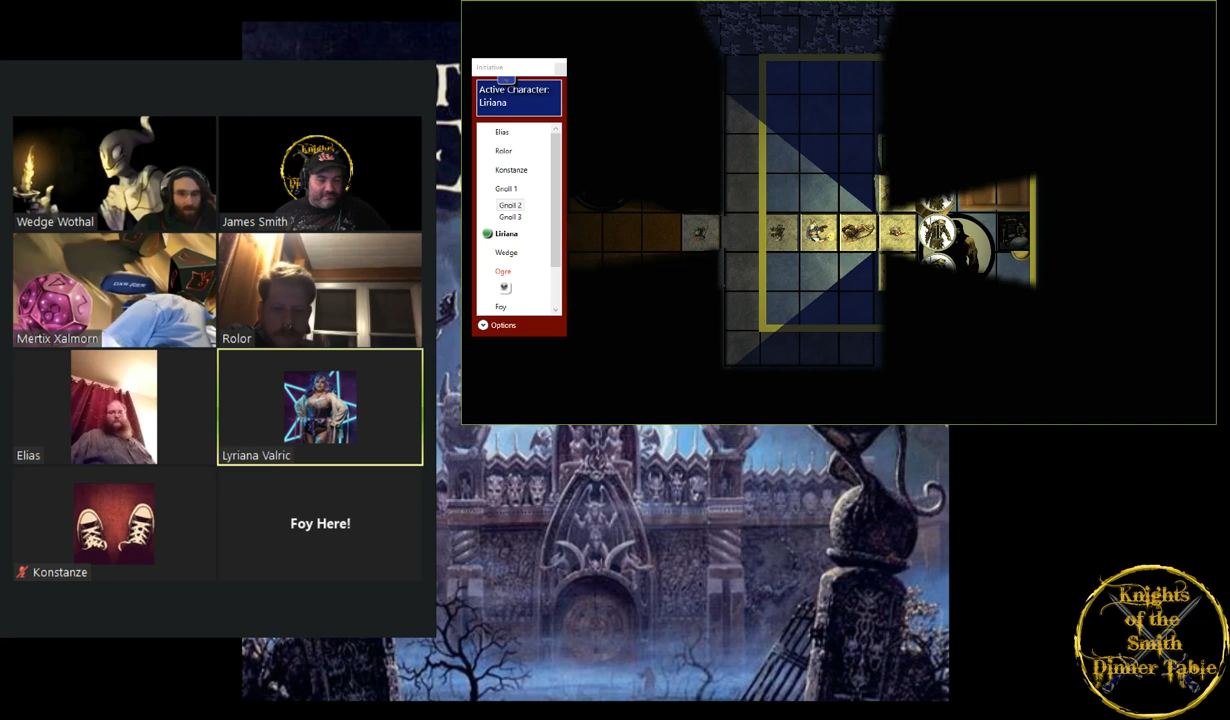 Wedge Wothal
James Smith
Mertix Xalmorn
Rolor
Elias
Lyriana Valric
Konstanze
Foy Here!
Initiative
Active Character:
Liriana
Elias
Rolor
Konstanze
Gnoll 1
Gnoll 2
Gnoll 3
Liriana
Wedge
Ogre
Foy
Options
Knights
of the
Smith
Dinner Table